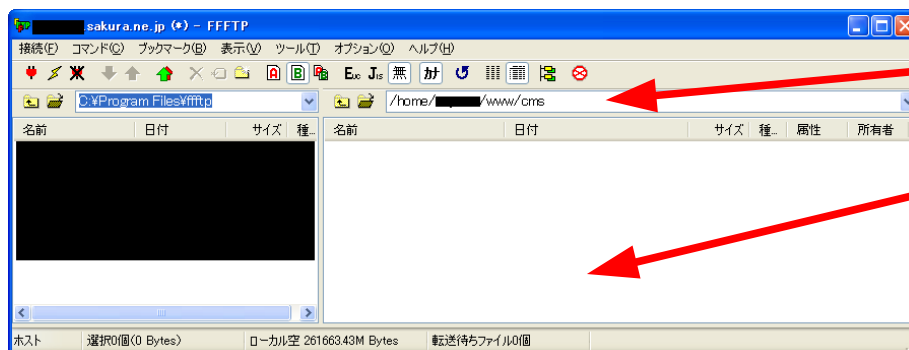 .sakura.ne.jp (*) - FFFTP
接続(F) コマンド(C) ブックマーク(B) 表示(V) ツール(T) オプション(O) ヘルプ(H)
A B Euc Jis 無 カナ
C:¥Program Files¥ffftp /home/ /www/cms
名前 日付 サイズ 種... 名前 日付 サイズ 種... 属性 所有者
ホスト 選択0個(0 Bytes) ローカル空 261663.43M Bytes 転送待ちファイル0個